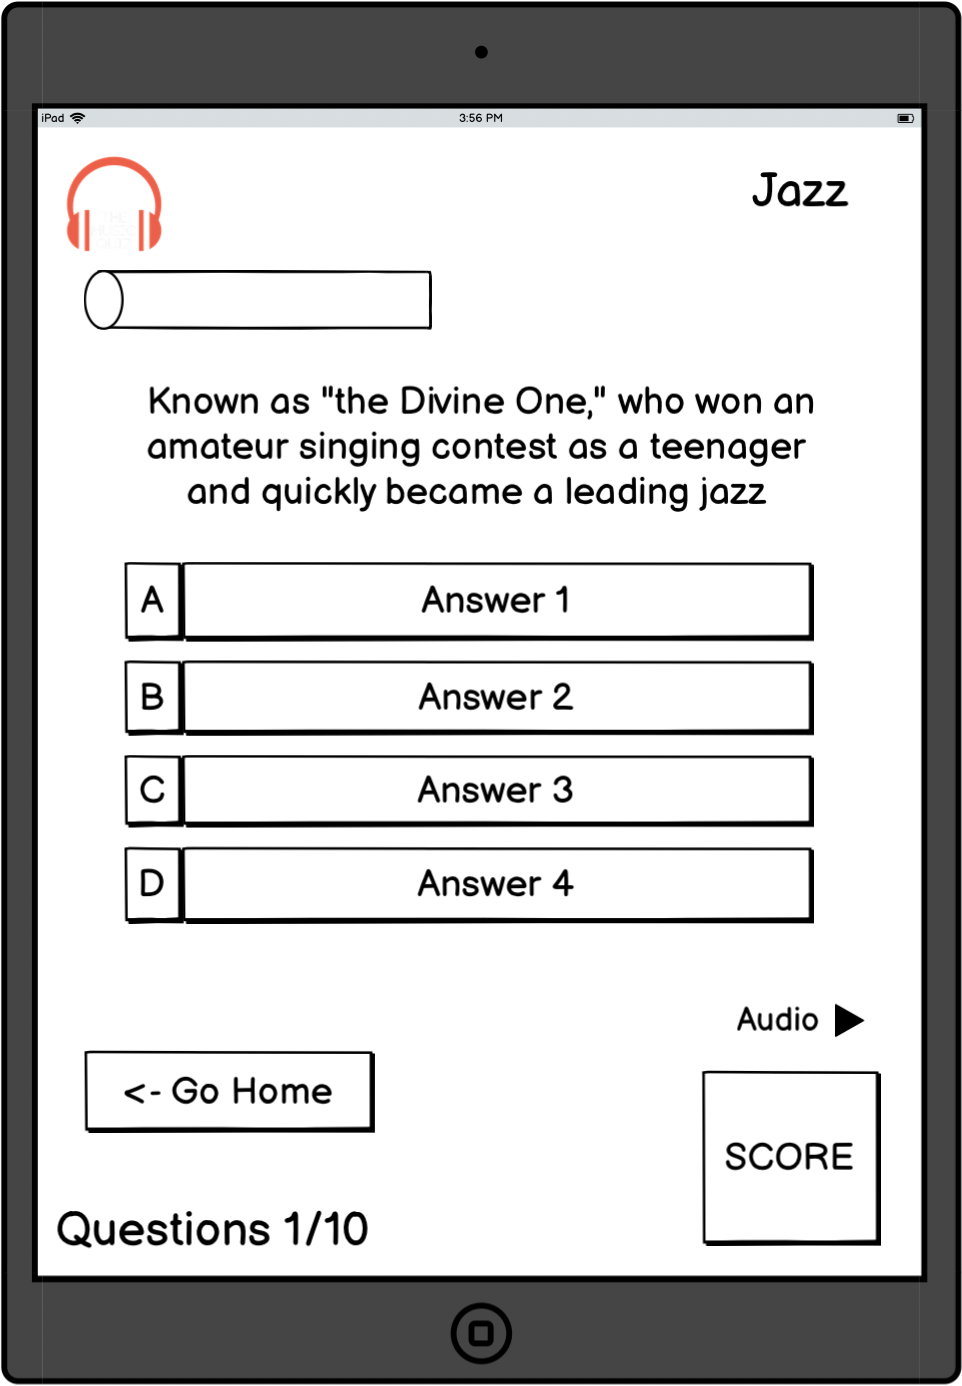 iPad
3:56 PM
Jazz
Known as "the Divine One," who won an
amateur singing contest as a teenager
and quickly became a leading jazz
A Answer 1
B Answer 2
C Answer 3
D Answer 4
Audio
<- Go Home
SCORE
Questions 1/10